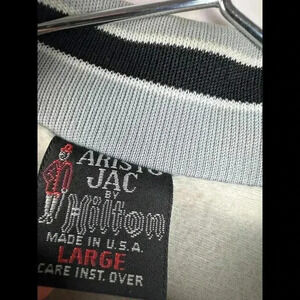 ARISTO
JAC
BY
Hilton
MADE IN U.S.A.
LARGE
CARE INST. OVER